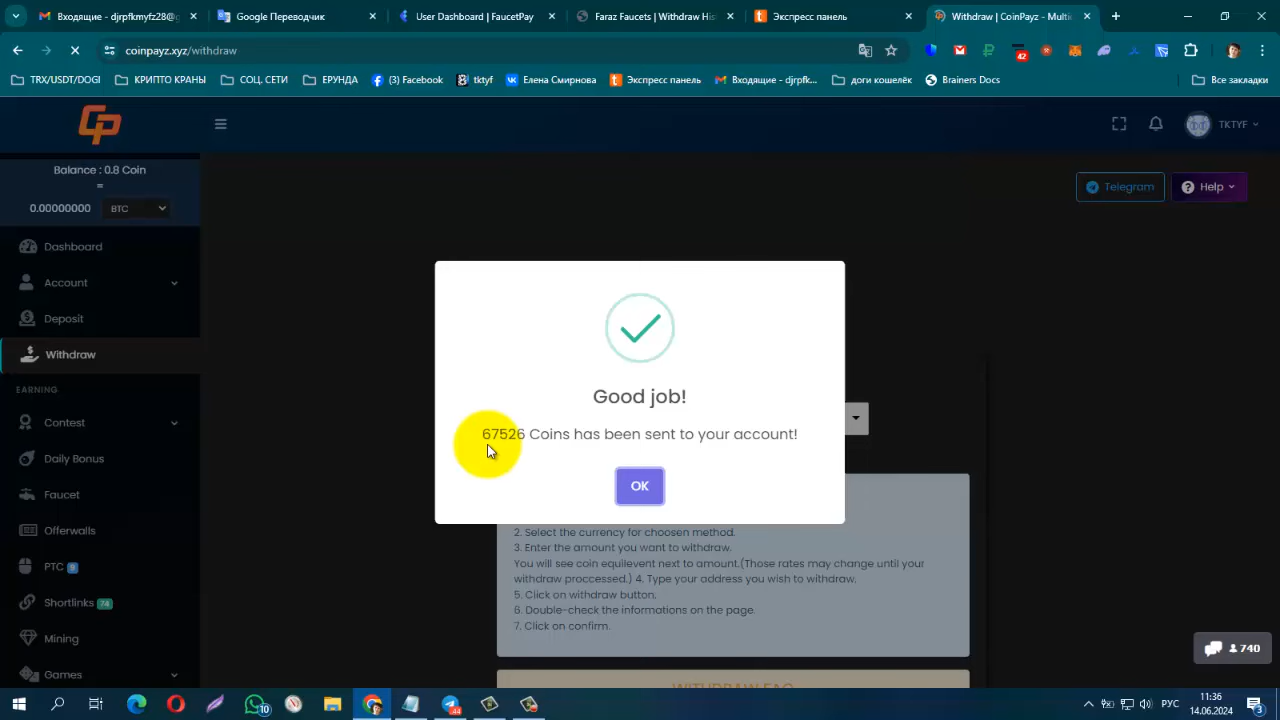 Входящие - djrpfkmyfz28@g
Google Переводчик
User Dashboard | FaucetPay
Faraz Faucets | Withdraw His
Экспресс панель
Withdraw | CoinPayz - Multi
coinpayz.xyz/withdraw
42
TRX/USDT/DOGI
КРИПТО КРАНЫ
СОЦ. СЕТИ
ЕРУНДА
(3) Facebook
tktyf
Елена Смирнова
Экспресс панель
Входящие - djrpfk...
доги кошелёк
Brainers Docs
Все закладки
CP
TKTYF
Balance : 0.8 Coin
=
0.00000000 BTC
Telegram
Help
Dashboard
Account
Deposit
Withdraw
EARNING
Contest
Daily Bonus
Faucet
Offerwalls
PTC 9
Shortlinks 74
Mining
Games
Good job!
67526 Coins has been sent to your account!
OK
2. Select the currency for choosen method.
3. Enter the amount you want to withdraw.
You will see coin equilevent next to amount.(Those rates may change until your
withdraw proccessed.) 4. Type your address you wish to withdraw,
5. Click on withdraw button.
6. Double-check the informations on the page.
7. Click on confirm.
740
10
44
РУС
11:36
14.06.2024
3